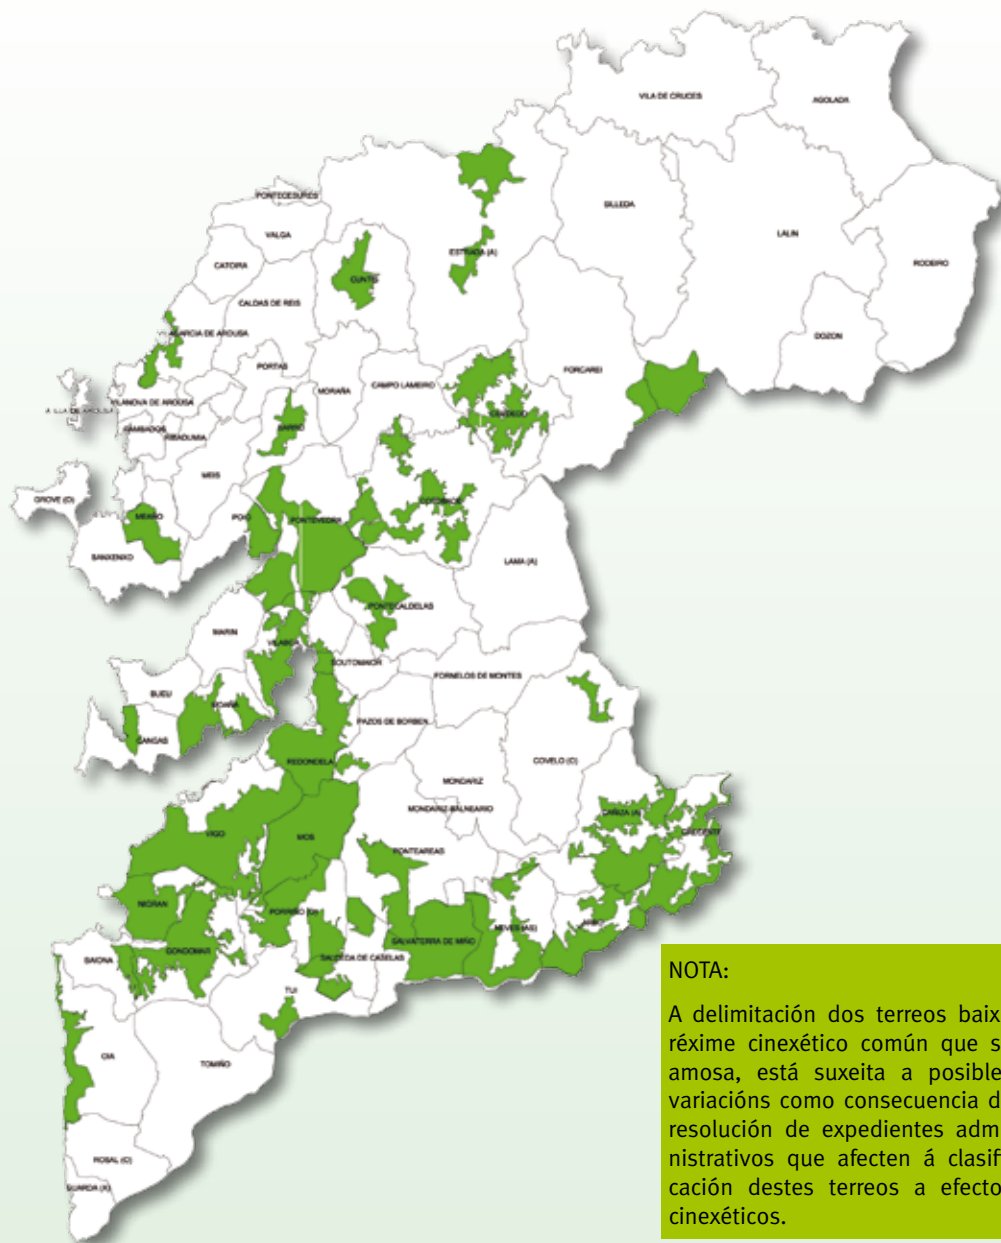 VILA DE CRUCES
AGOLADA
PONTECESURES
SILLEDA
VALGA
LALIN
ESTRADA (A)
CATOIRA
RODEIRO
CUNTIS
CALDAS DE REIS
VILAGARCIA DE AROUSA
DOZON
PORTAS
FORCAREI
MORAÑA
CAMPO LAMEIRO
VILANOVA DE AROUSA
A ILLA DE AROUSA
CERDEDO
CAMBADOS
BARRO
RIBADUMIA
MEIS
GROVE (O)
COTOBADE
MEAÑO
POIO
PONTEVEDRA
SANXENXO
LAMA (A)
PONTECALDELAS
MARIN
VILABOA
SOUTOMAIOR
FORNELOS DE MONTES
BUEU
MOAÑA
PAZOS DE BORBEN
CANGAS
REDONDELA
COVELO (O)
MONDARIZ
MONDARIZ-BALNEARIO
CAÑIZA (A)
VIGO
MOS
CRECENTE
PONTEAREAS
NIGRAN
PORRIÑO (O)
ARBO
NEVES (AS)
SALVATERRA DE MIÑO
GONDOMAR
BAIONA
SALCEDA DE CASELAS
TUI
OIA
TOMIÑO
ROSAL (O)
GUARDA (A)
NOTA:
A delimitación dos terreos baix
réxime cinexético común que s
amosa, está suxeita a posible
variacións como consecuencia d
resolución de expedientes adm
nistrativos que afecten á clasif
cación destes terreos a efecto
cinexéticos.